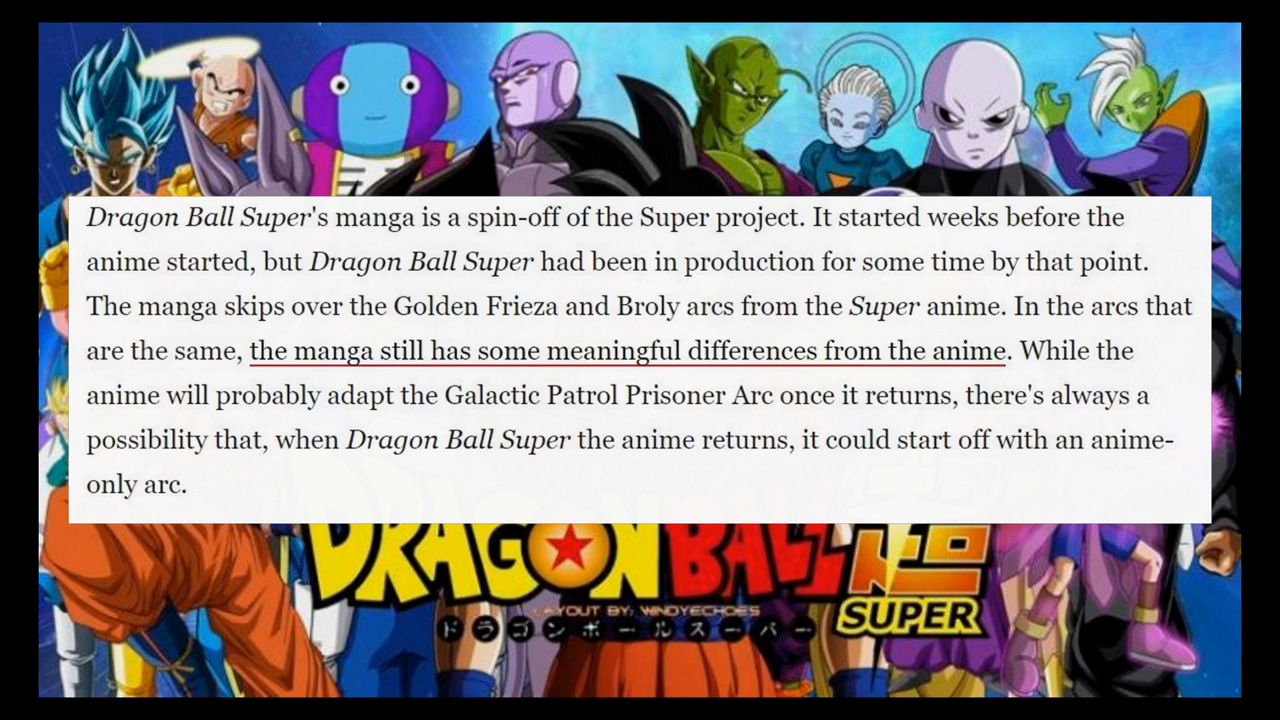 Dragon Ball Super's manga is a spin-off of the Super project. It started weeks before the
anime started, but Dragon Ball Super had been in production for some time by that point.
The manga skips over the Golden Frieza and Broly arcs from the Super anime. In the arcs that
are the same, the manga still has some meaningful differences from the anime. While the
anime will probably adapt the Galactic Patrol Prisoner Arc once it returns, there's always a
possibility that, when Dragon Ball Super the anime returns, it could start off with an anime-
only arc.
DRAGON BALL 超
SUPER
LAYOUT BY: WINDYECHOES
ドラゴンボールスーパー